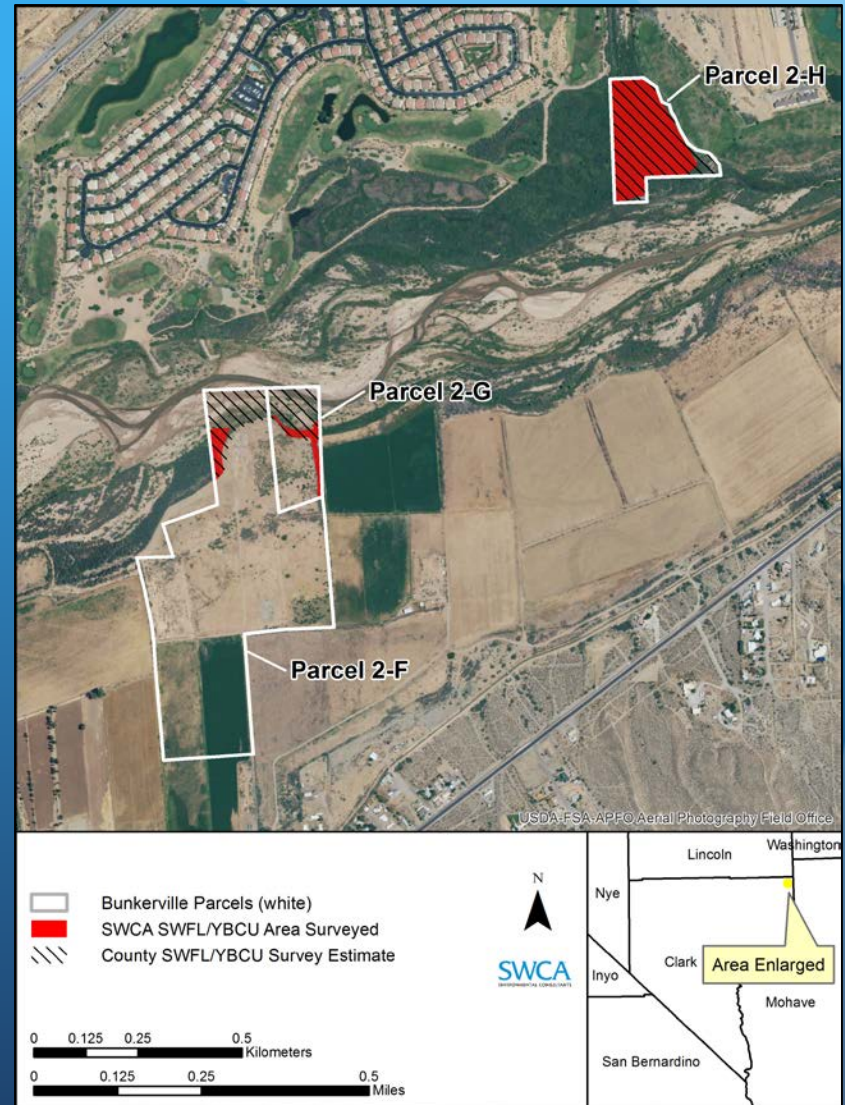 Parcel 2-H
Parcel 2-G
Parcel 2-F
USDA-FSA-APFO Aerial Photography Field Office
Bunkerville Parcels (white)
SWCA SWFL/YBCU Area Surveyed
County SWFL/YBCU Survey Estimate
N
SWCA
ENVIRONMENTAL CONSULTANTS
0 0.125 0.25 0.5
Kilometers
0 0.125 0.25 0.5
Miles
Lincoln
Washington
Nye
Clark
Area Enlarged
Inyo
Mohave
San Bernardino